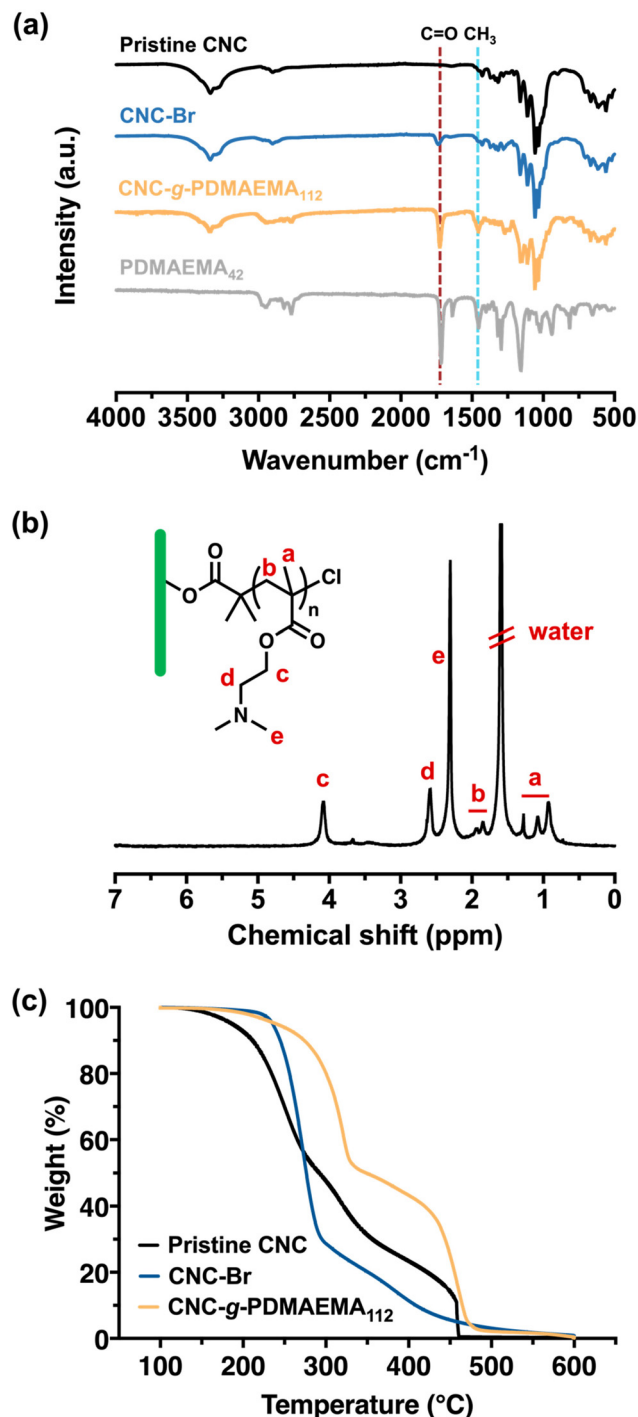 (a)
C=O CH₃
Pristine CNC
CNC-Br
CNC-g-PDMAEMA₁₁₂
PDMAEMA₄₂
Intensity (a.u.)
4000 3500 3000 2500 2000 1500 1000 500
Wavenumber (cm⁻¹)
(b)
a
b
O
Cl
O
n
O
O
c
d
N
e
e
water
c
d
b
a
7 6 5 4 3 2 1 0
Chemical shift (ppm)
(c)
100
80
60
40
20
0
Weight (%)
Pristine CNC
CNC-Br
CNC-g-PDMAEMA₁₁₂
100 200 300 400 500 600
Temperature (°C)